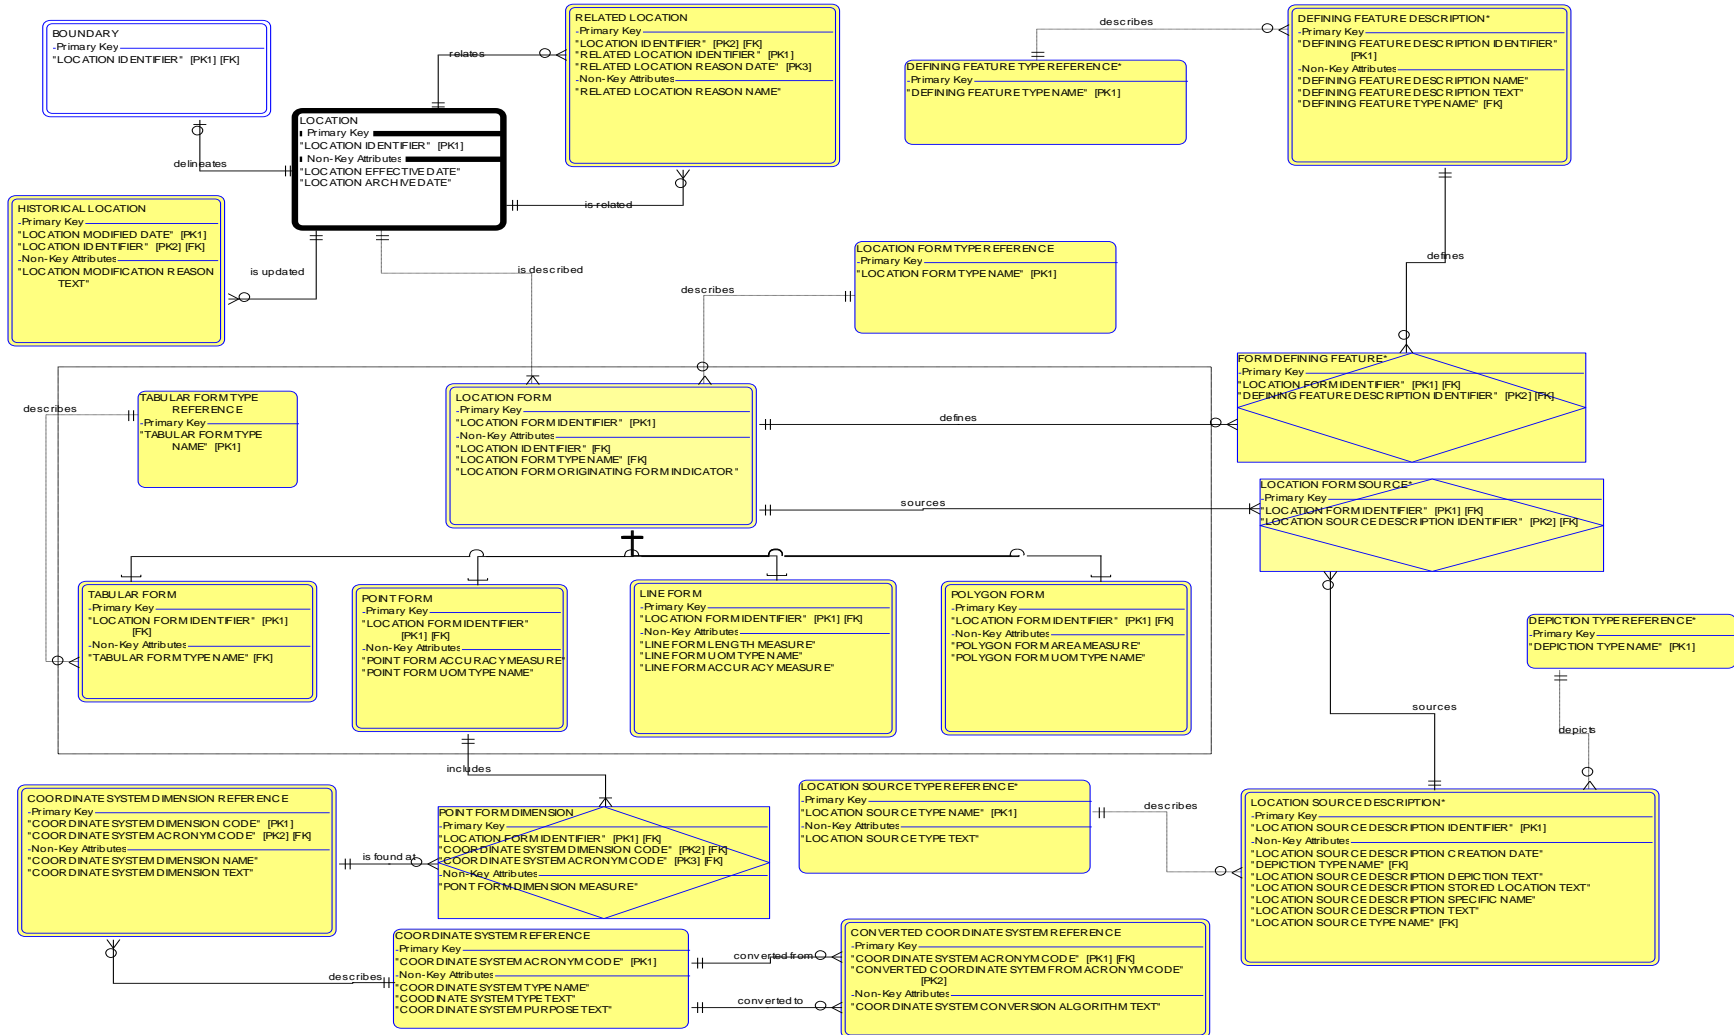 BOUNDARY
-Primary Key
"LOCATION IDENTIFIER" [PK1] [FK]
RELATED LOCATION
-Primary Key
"LOCATION IDENTIFIER" [PK2] [FK]
"RELATED LOCATION IDENTIFIER" [PK1]
"RELATED LOCATION REASON DATE" [PK3]
-Non-Key Attributes
"RELATED LOCATION REASON NAME"
relates
describes
DEFINING FEATURE TYPE REFERENCE*
-Primary Key
"DEFINING FEATURE TYPE NAME" [PK1]
DEFINING FEATURE DESCRIPTION*
-Primary Key
"DEFINING FEATURE DESCRIPTION IDENTIFIER"
[PK1]
-Non-Key Attributes
"DEFINING FEATURE DESCRIPTION NAME"
"DEFINING FEATURE DESCRIPTION TEXT"
"DEFINING FEATURE TYPE NAME" [FK]
LOCATION
Primary Key
"LOCATION IDENTIFIER" [PK1]
Non-Key Attributes
"LOCATION EFFECTIVE DATE"
"LOCATION ARCHIVE DATE"
delineates
is related
HISTORICAL LOCATION
-Primary Key
"LOCATION MODIFIED DATE" [PK1]
"LOCATION IDENTIFIER" [PK2] [FK]
-Non-Key Attributes
"LOCATION MODIFICATION REASON
TEXT"
is updated
is described
describes
LOCATION FORM TYPE REFERENCE
-Primary Key
"LOCATION FORM TYPE NAME" [PK1]
defines
FORM DEFINING FEATURE*
-Primary Key
"LOCATION FORM IDENTIFIER" [PK1] [FK]
"DEFINING FEATURE DESCRIPTION IDENTIFIER" [PK2] [FK]
describes
TABULAR FORM TYPE
REFERENCE
-Primary Key
"TABULAR FORM TYPE
NAME" [PK1]
LOCATION FORM
-Primary Key
"LOCATION FORM IDENTIFIER" [PK1]
-Non-Key Attributes
"LOCATION IDENTIFIER" [FK]
"LOCATION FORM TYPE NAME" [FK]
"LOCATION FORM ORIGINATING FORM INDICATOR"
defines
sources
LOCATION FORM SOURCE*
-Primary Key
"LOCATION FORM IDENTIFIER" [PK1] [FK]
"LOCATION SOURCE DESCRIPTION IDENTIFIER" [PK2] [FK]
TABULAR FORM
-Primary Key
"LOCATION FORM IDENTIFIER" [PK1]
[FK]
-Non-Key Attributes
"TABULAR FORM TYPE NAME" [FK]
POINT FORM
-Primary Key
"LOCATION FORM IDENTIFIER"
[PK1] [FK]
-Non-Key Attributes
"POINT FORM ACCURACY MEASURE"
"POINT FORM UOM TYPE NAME"
LINE FORM
-Primary Key
"LOCATION FORM IDENTIFIER" [PK1] [FK]
-Non-Key Attributes
"LINE FORM LENGTH MEASURE"
"LINE FORM UOM TYPE NAME"
"LINE FORM ACCURACY MEASURE"
POLYGON FORM
-Primary Key
"LOCATION FORM IDENTIFIER" [PK1] [FK]
-Non-Key Attributes
"POLYGON FORM AREA MEASURE"
"POLYGON FORM UOM TYPE NAME"
DEPICTION TYPE REFERENCE*
-Primary Key
"DEPICTION TYPE NAME" [PK1]
sources
depicts
includes
COORDINATE SYSTEM DIMENSION REFERENCE
-Primary Key
"COORDINATE SYSTEM DIMENSION CODE" [PK1]
"COORDINATE SYSTEM ACRONYM CODE" [PK2] [FK]
-Non-Key Attributes
"COORDINATE SYSTEM DIMENSION NAME"
"COORDINATE SYSTEM DIMENSION TEXT"
is found at
POINT FORM DIMENSION
-Primary Key
"LOCATION FORM IDENTIFIER" [PK1] [FK]
"COORDINATE SYSTEM DIMENSION CODE" [PK2] [FK]
"COORDINATE SYSTEM ACRONYM CODE" [PK3] [FK]
-Non-Key Attributes
"PONT FORM DIMENSION MEASURE"
LOCATION SOURCE TYPE REFERENCE*
-Primary Key
"LOCATION SOURCE TYPE NAME" [PK1]
-Non-Key Attributes
"LOCATION SOURCE TYPE TEXT"
describes
LOCATION SOURCE DESCRIPTION*
-Primary Key
"LOCATION SOURCE DESCRIPTION IDENTIFIER" [PK1]
-Non-Key Attributes
"LOCATION SOURCE DESCRIPTION CREATION DATE"
"DEPICTION TYPE NAME" [FK]
"LOCATION SOURCE DESCRIPTION DEPICTION TEXT"
"LOCATION SOURCE DESCRIPTION STORED LOCATION TEXT"
"LOCATION SOURCE DESCRIPTION SPECIFIC NAME"
"LOCATION SOURCE DESCRIPTION TEXT"
"LOCATION SOURCE TYPE NAME" [FK]
describes
COORDINATE SYSTEM REFERENCE
-Primary Key
"COORDINATE SYSTEM ACRONYM CODE" [PK1]
-Non-Key Attributes
"COORDINATE SYSTEM TYPE NAME"
"COODINATE SYSTEM TYPE TEXT"
"COORDINATE SYSTEM PURPOSE TEXT"
converted from
converted to
CONVERTED COORDINATE SYSTEM REFERENCE
-Primary Key
"COORDINATE SYSTEM ACRONYM CODE" [PK1] [FK]
"CONVERTED COORDINATE SYTEM FROM ACRONYM CODE"
[PK2]
-Non-Key Attributes
"COORDINATE SYSTEM CONVERSION ALGORITHM TEXT"